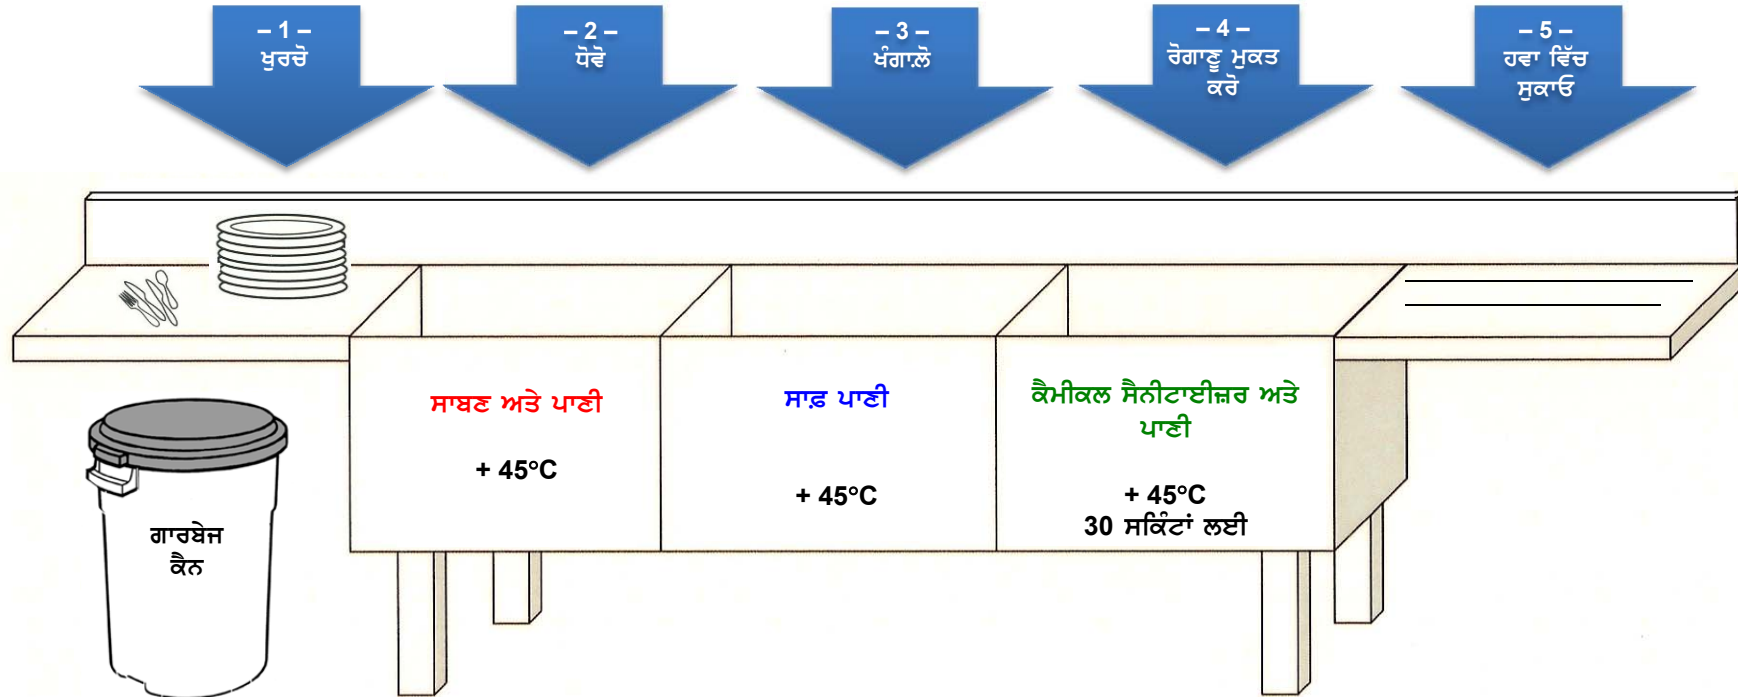 – 1 –
ਖੁਰਚੋ
– 2 –
ਧੋਵੋ
– 3 –
ਖੰਗਾਲੋ
– 4 –
ਰੋਗਾਣੂ ਮੁਕਤ
ਕਰੋ
– 5 –
ਹਵਾ ਵਿੱਚ
ਸੁਕਾਓ
ਸਾਬਣ ਅਤੇ ਪਾਣੀ
+ 45°C
ਸਾਫ਼ ਪਾਣੀ
+ 45°C
ਕੈਮੀਕਲ ਸੈਨੀਟਾਈਜ਼ਰ ਅਤੇ
ਪਾਣੀ
+ 45°C
30 ਸਕਿੰਟਾਂ ਲਈ
ਗਾਰਬੇਜ
ਕੈਨ